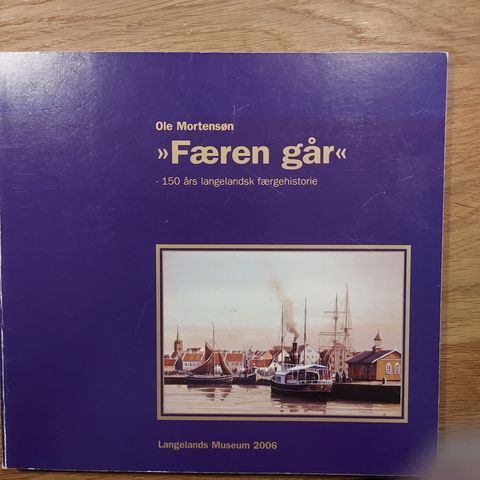 Ole Mortensøn
»Færen går«
- 150 års langelandsk færgehistorie
Langelands Museum 2006